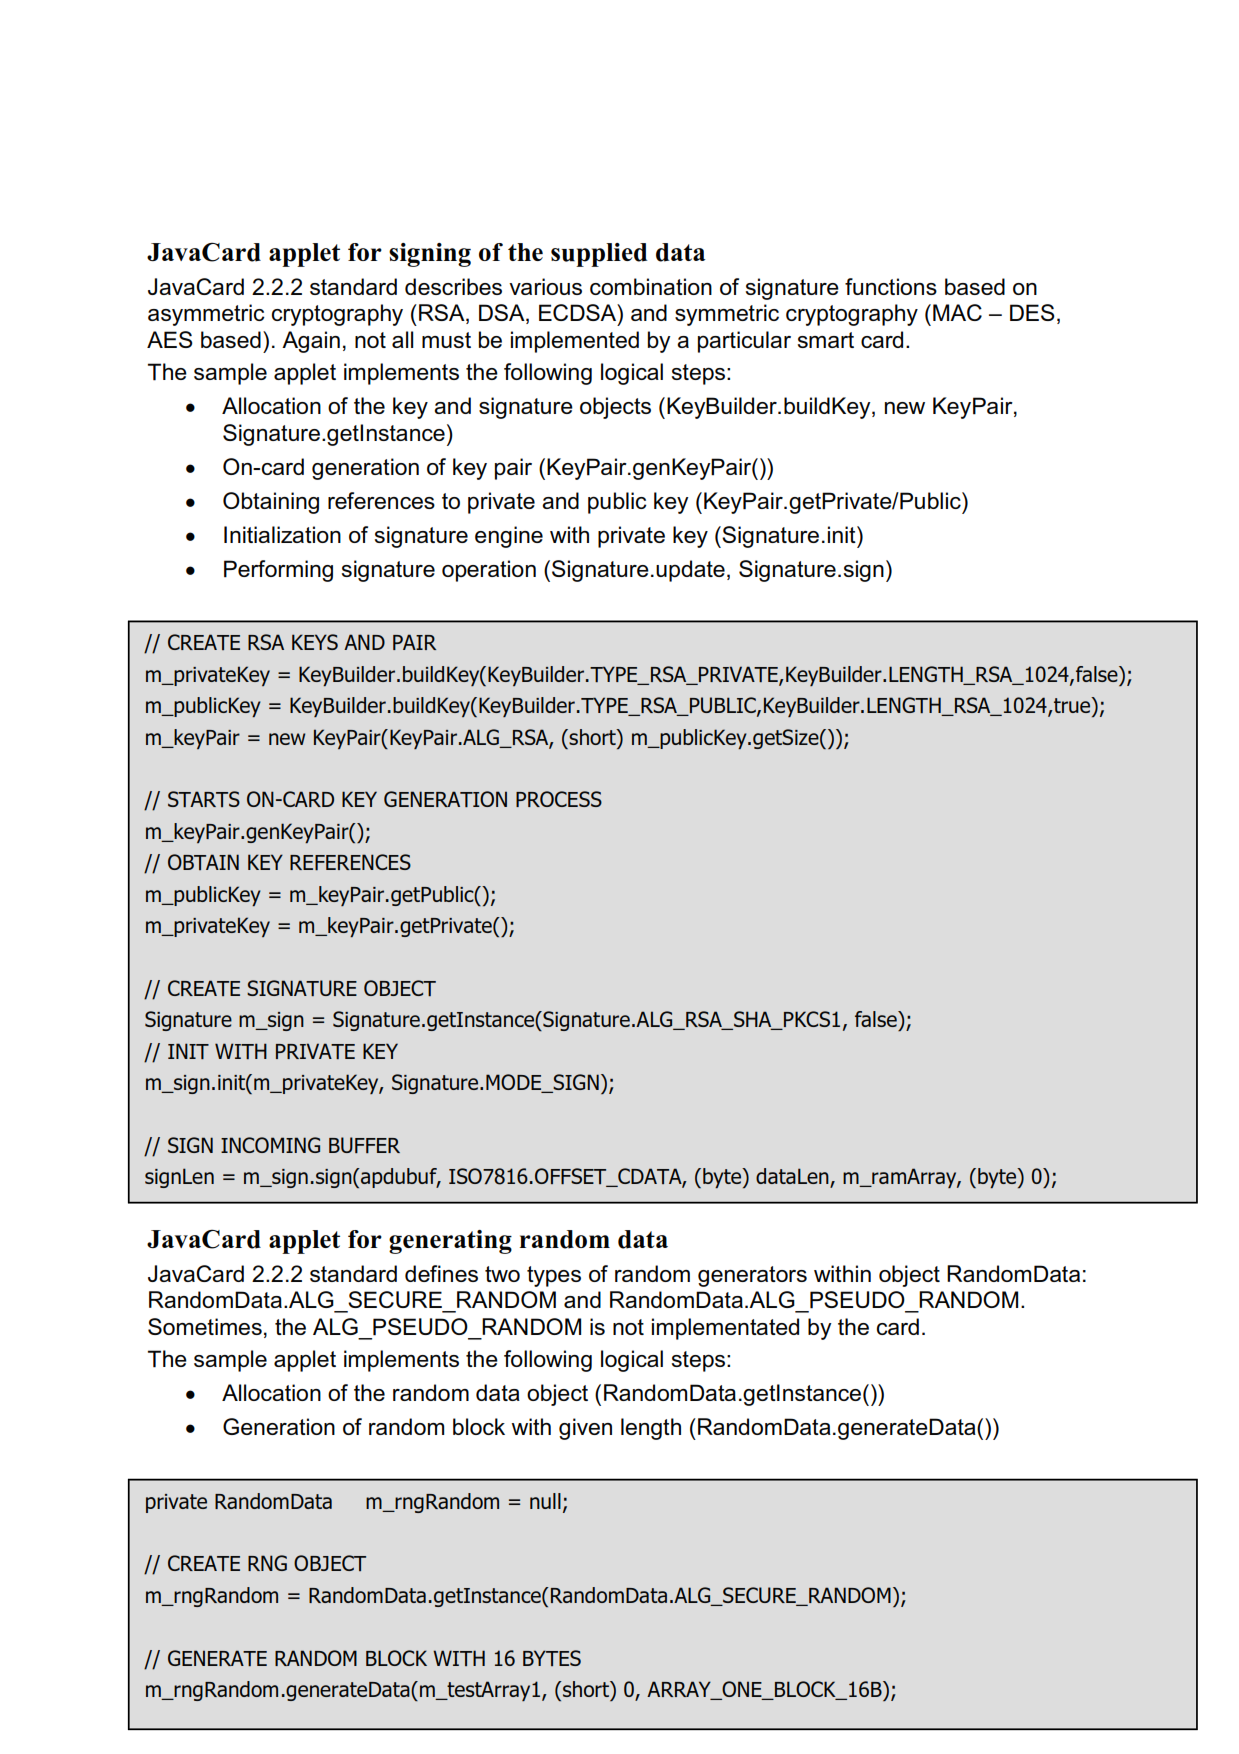 JavaCard applet for signing of the supplied data
JavaCard 2.2.2 standard describes various combination of signature functions based on
asymmetric cryptography (RSA, DSA, ECDSA) and symmetric cryptography (MAC – DES,
AES based). Again, not all must be implemented by a particular smart card.
The sample applet implements the following logical steps:
• Allocation of the key and signature objects (KeyBuilder.buildKey, new KeyPair,
Signature.getInstance)
• On-card generation of key pair (KeyPair.genKeyPair())
• Obtaining references to private and public key (KeyPair.getPrivate/Public)
• Initialization of signature engine with private key (Signature.init)
• Performing signature operation (Signature.update, Signature.sign)
// CREATE RSA KEYS AND PAIR
m_privateKey = KeyBuilder.buildKey(KeyBuilder.TYPE_RSA_PRIVATE,KeyBuilder.LENGTH_RSA_1024,false);
m_publicKey = KeyBuilder.buildKey(KeyBuilder.TYPE_RSA_PUBLIC,KeyBuilder.LENGTH_RSA_1024,true);
m_keyPair = new KeyPair(KeyPair.ALG_RSA, (short) m_publicKey.getSize());
// STARTS ON-CARD KEY GENERATION PROCESS
m_keyPair.genKeyPair();
// OBTAIN KEY REFERENCES
m_publicKey = m_keyPair.getPublic();
m_privateKey = m_keyPair.getPrivate();
// CREATE SIGNATURE OBJECT
Signature m_sign = Signature.getInstance(Signature.ALG_RSA_SHA_PKCS1, false);
// INIT WITH PRIVATE KEY
m_sign.init(m_privateKey, Signature.MODE_SIGN);
// SIGN INCOMING BUFFER
signLen = m_sign.sign(apdubuf, ISO7816.OFFSET_CDATA, (byte) dataLen, m_ramArray, (byte) 0);
JavaCard applet for generating random data
JavaCard 2.2.2 standard defines two types of random generators within object RandomData:
RandomData.ALG_SECURE_RANDOM and RandomData.ALG_PSEUDO_RANDOM.
Sometimes, the ALG_PSEUDO_RANDOM is not implementated by the card.
The sample applet implements the following logical steps:
• Allocation of the random data object (RandomData.getInstance())
• Generation of random block with given length (RandomData.generateData())
private RandomData m_rngRandom = null;
// CREATE RNG OBJECT
m_rngRandom = RandomData.getInstance(RandomData.ALG_SECURE_RANDOM);
// GENERATE RANDOM BLOCK WITH 16 BYTES
m_rngRandom.generateData(m_testArray1, (short) 0, ARRAY_ONE_BLOCK_16B);